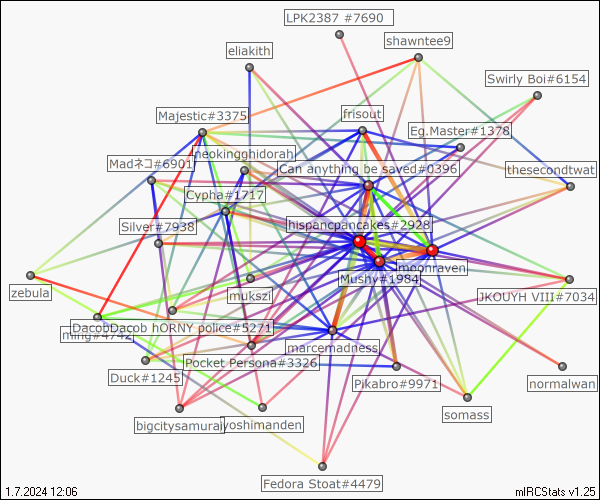 LPK2387 #7690
shawntee9
eliakith
Swirly Boi#6154
Majestic#3375
frisout
Eg.Master#1378
Madネコ#6901
neokingghidorah
Can anything be saved#0396
thesecondtwat
Cypha#1717
Silver#7938
hispancpancakes#2928
moonraven
Mushy#1984
zebula
mukszi
JKOUYH VIII#7034
DacopDacob hORNY police#5271
ming#4742
marcemadness
Pocket Persona#3326
Duck#1245
Pikabro#9971
normalwan
somass
bigcitysamurai
yoshimanden
Fedora Stoat#4479
1.7.2024 12:06
mIRCStats v1.25